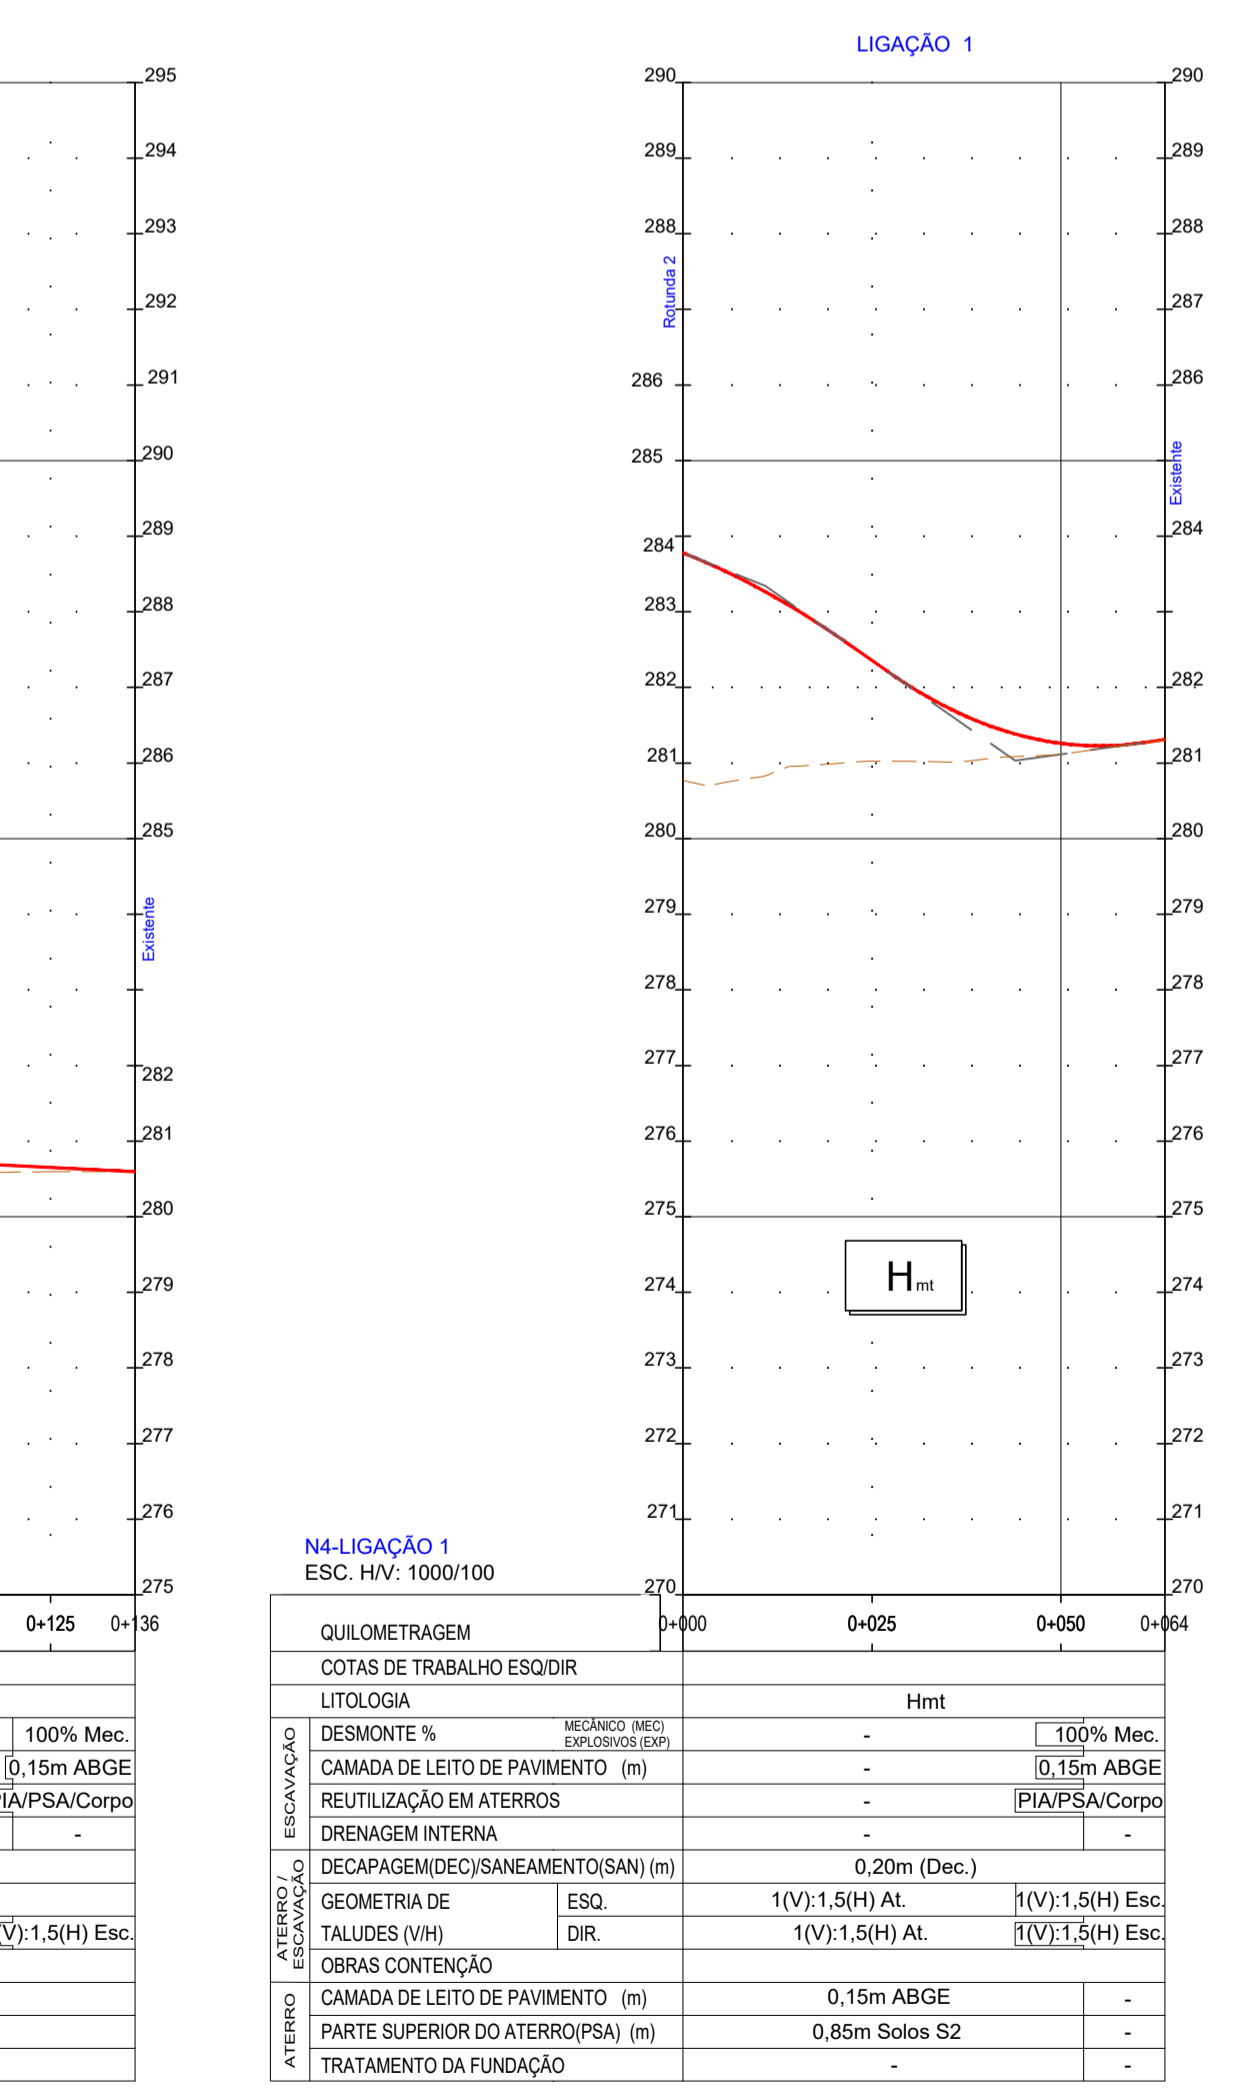 LIGAÇÃO 1
295
294
293
292
291
290
289
288
287
286
285
Existente
282
281
280
279
278
277
276
275
0+125
0+136
100% Mec.
0,15m ABGE
IA/PSA/Corpo
-
(V):1,5(H) Esc.
290
289
288
Rotunda 2
286
285
284
283
282
281
280
279
278
277
276
275
274
273
272
271
270
290
289
288
287
286
Existente
284
282
281
280
279
278
277
276
275
274
273
272
271
270
Hmt
N4-LIGAÇÃO 1
ESC. H/V: 1000/100
QUILOMETRAGEM 0+000 0+025 0+050 0+064
COTAS DE TRABALHO ESQ/DIR
LITOLOGIA Hmt
ESCAVAÇÃO
DESMONTE % MECÂNICO (MEC) - 100% Mec.
EXPLOSIVOS (EXP)
CAMADA DE LEITO DE PAVIMENTO (m) - 0,15m ABGE
REUTILIZAÇÃO EM ATERROS - PIA/PSA/Corpo
DRENAGEM INTERNA - -
ATERRO /
ESCAVAÇÃO
DECAPAGEM(DEC)/SANEAMENTO(SAN) (m) 0,20m (Dec.)
GEOMETRIA DE ESQ. 1(V):1,5(H) At. 1(V):1,5(H) Esc.
TALUDES (V/H) DIR. 1(V):1,5(H) At. 1(V):1,5(H) Esc.
OBRAS CONTENÇÃO
ATERRO
CAMADA DE LEITO DE PAVIMENTO (m) 0,15m ABGE -
PARTE SUPERIOR DO ATERRO(PSA) (m) 0,85m Solos S2 -
TRATAMENTO DA FUNDAÇÃO - -